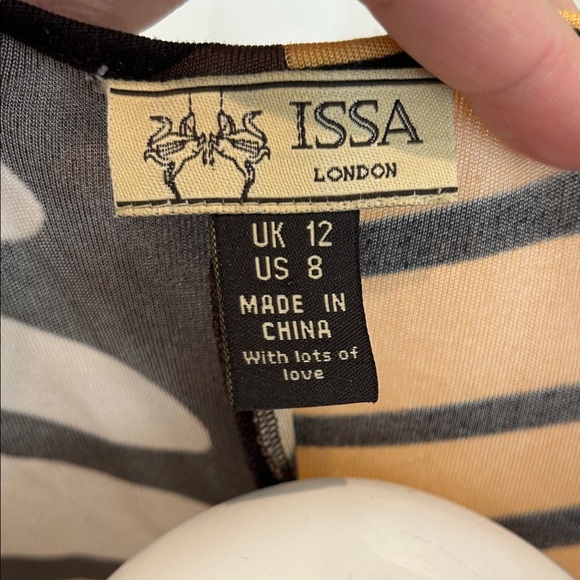 ISSA
LONDON
UK 12
US 8
MADE IN
CHINA
With lots of
love